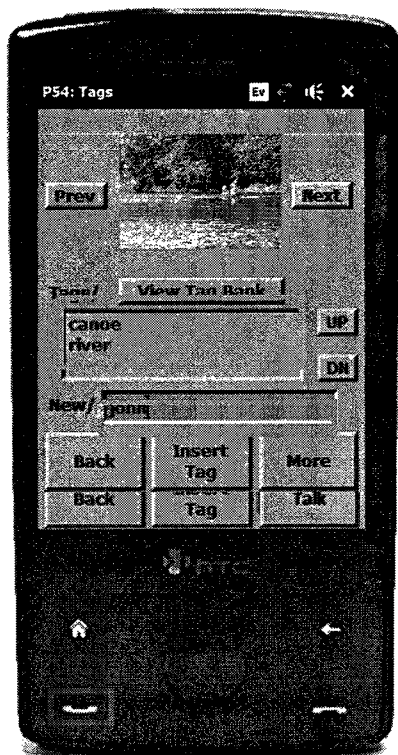 P54: Tags
Ev
Prev
Next
Tags/
View Tag Bank
canoe
river
UP
DN
New/
Back
Insert Tag
More
Back
Tag
Talk
hTC